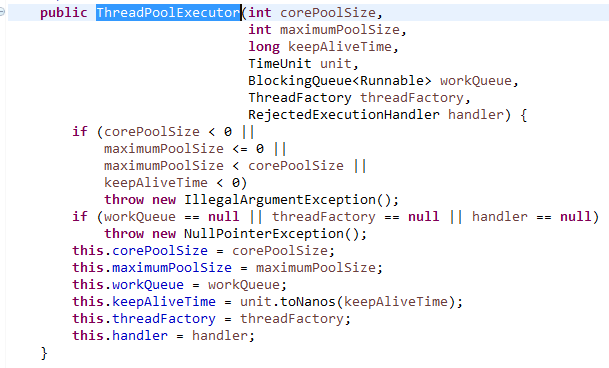 public ThreadPoolExecutor(int corePoolSize,
int maximumPoolSize,
long keepAliveTime,
TimeUnit unit,
BlockingQueue<Runnable> workQueue,
ThreadFactory threadFactory,
RejectedExecutionHandler handler) {
if (corePoolSize < 0 ||
maximumPoolSize <= 0 ||
maximumPoolSize < corePoolSize ||
keepAliveTime < 0)
throw new IllegalArgumentException();
if (workQueue == null || threadFactory == null || handler == null)
throw new NullPointerException();
this.corePoolSize = corePoolSize;
this.maximumPoolSize = maximumPoolSize;
this.workQueue = workQueue;
this.keepAliveTime = unit.toNanos(keepAliveTime);
this.threadFactory = threadFactory;
this.handler = handler;
}